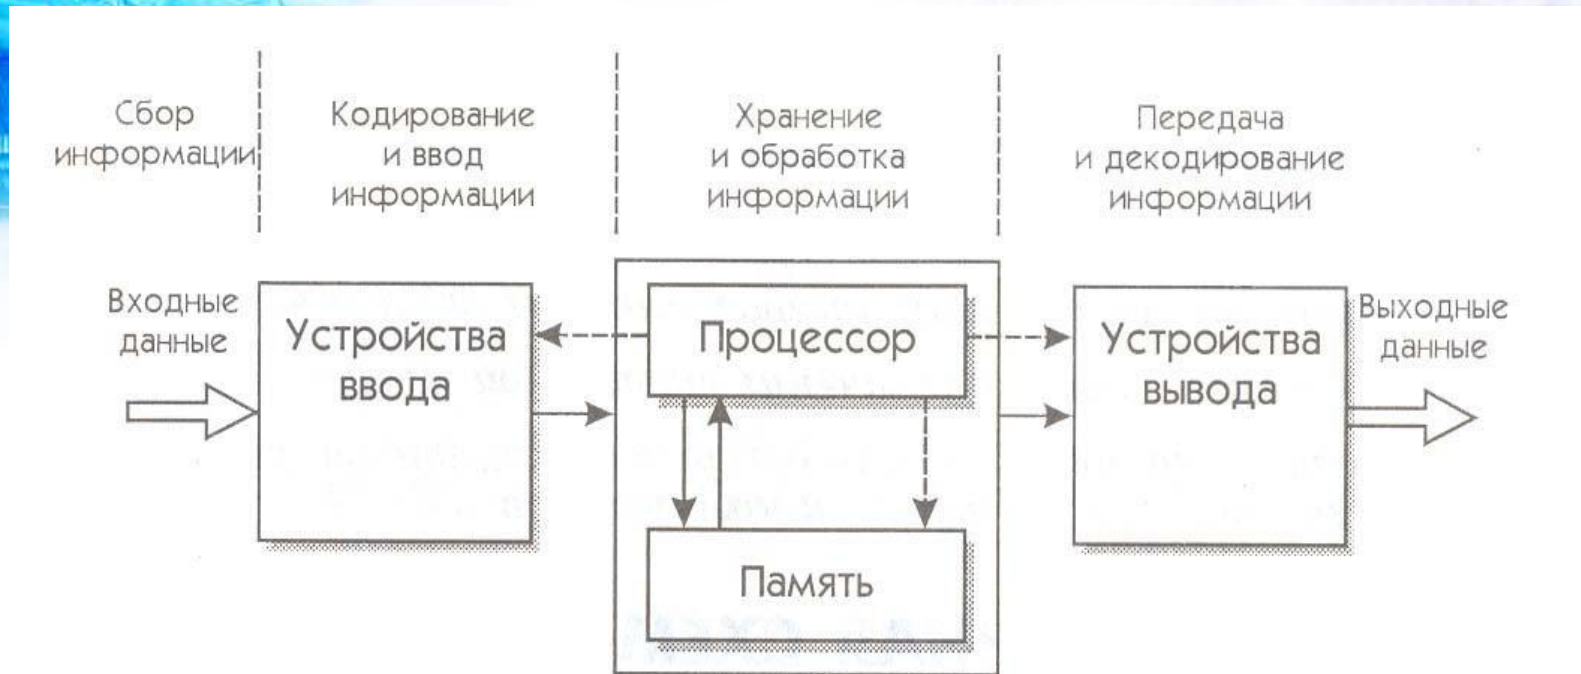 Сбор
информации
Кодирование
и ввод
информации
Хранение
и обработка
информации
Передача
и декодирование
информации
Входные
данные
Устройства
ввода
Процессор
Память
Устройства
вывода
Выходные
данные